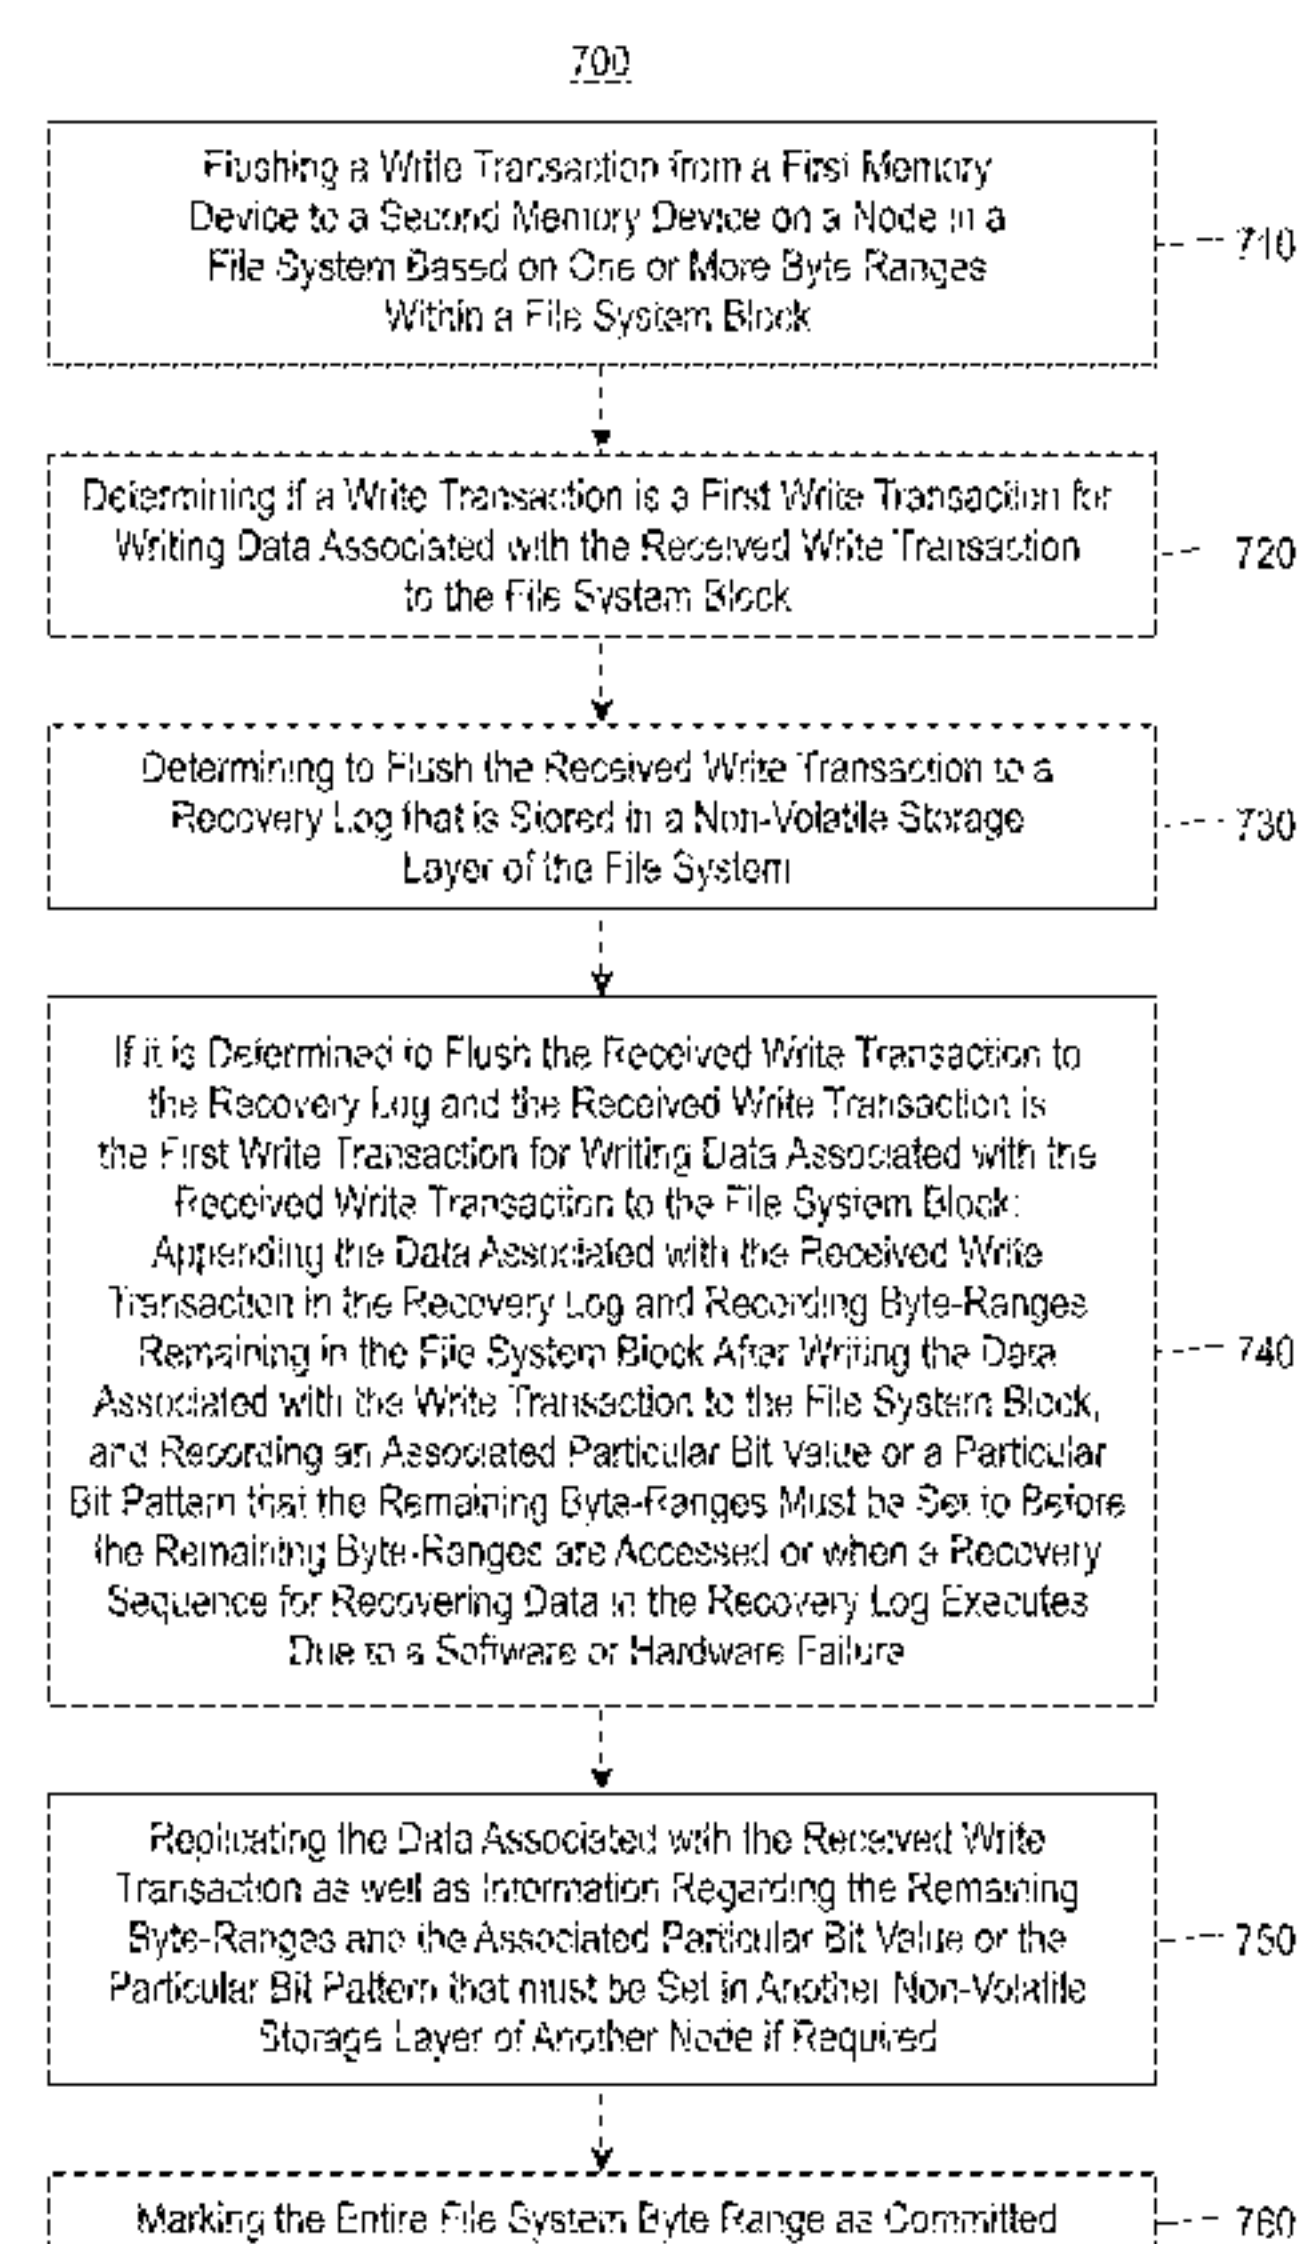 700
Flushing a Write Transaction from a First Memory
Device to a Second Memory Device on a Node in a
File System Based on One or More Byte Ranges
Within a File System Block
710
Determining if a Write Transaction is a First Write Transaction for
Writing Data Associated with the Received Write Transaction
to the File System Block
720
Determining to Flush the Received Write Transaction to a
Recovery Log that is Stored in a Non-Volatile Storage
Layer of the File System
730
If it is Determined to Flush the Received Write Transaction to
the Recovery Log and the Received Write Transaction is
the First Write Transaction for Writing Data Associated with the
Received Write Transaction to the File System Block:
Appending the Data Associated with the Received Write
Transaction in the Recovery Log and Recording Byte-Ranges
Remaining in the File System Block After Writing the Data
Associated with the Write Transaction to the File System Block,
and Recording an Associated Particular Bit Value or a Particular
Bit Pattern that the Remaining Byte-Ranges Must be Set to Before
the Remaining Byte-Ranges are Accessed or when a Recovery
Sequence for Recovering Data in the Recovery Log Executes
Due to a Software or Hardware Failure
740
Replicating the Data Associated with the Received Write
Transaction as well as Information Regarding the Remaining
Byte-Ranges and the Associated Particular Bit Value or the
Particular Bit Pattern that must be Set in Another Non-Volatile
Storage Layer of Another Node if Required
750
Marking the Entire File System Byte Range as Committed
760